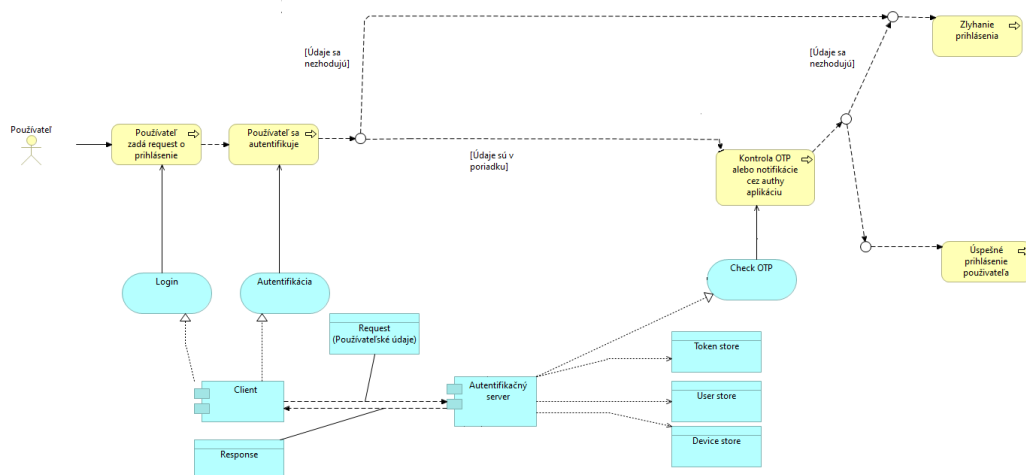 Zlyhanie
prihlásenia
[Údaje sa
nezhodujú]
[Údaje sa
nezhodujú]
Používateľ
Používateľ
zadá request o
prihlásenie
Používateľ sa
autentifikuje
[Údaje sú v
poriadku]
Kontrola OTP
alebo notifikácie
cez authy
aplikáciu
Úspešné
prihlásenie
použivateľa
Login
Autentifikácia
Check OTP
Request
(Používateľské údaje)
Token store
Client
Autentifikačný
server
User store
Device store
Response